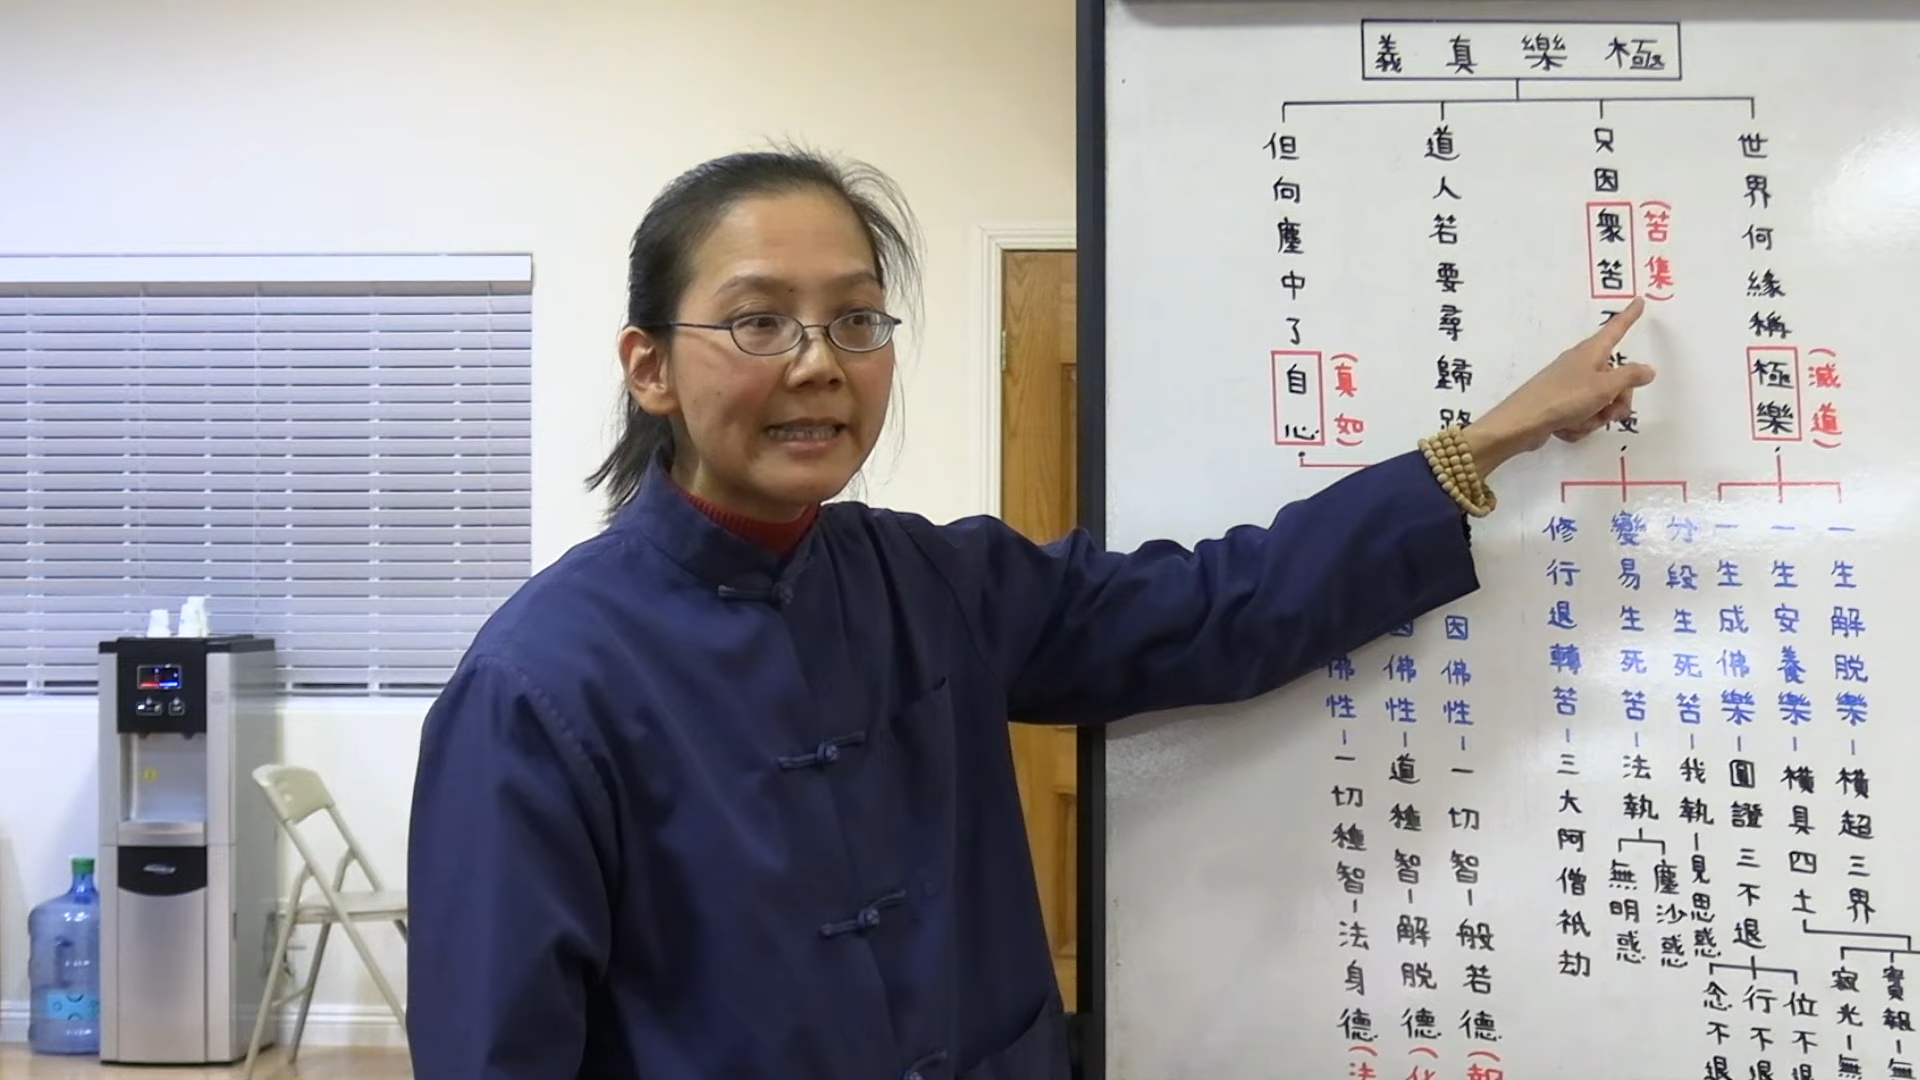 極樂真義
世界何緣稱極樂
(滅道)
只因眾苦
(苦集)
道人若要尋歸路
但向塵中了自心
(真如)
一生解脫樂-橫超三界
一生安養樂-橫具四土
實報-無
寂光-無
一生成佛樂-圓證三不退
位不退
行不退
念不退
分段生死苦-我執-見思惑
變易生死苦-法執
塵沙惑
無明惑
修行退轉苦-三大阿僧祇劫
因佛性-一切智-般若德(報
因佛性-道種智-解脫德(化
佛性-一切種智-法身德(法